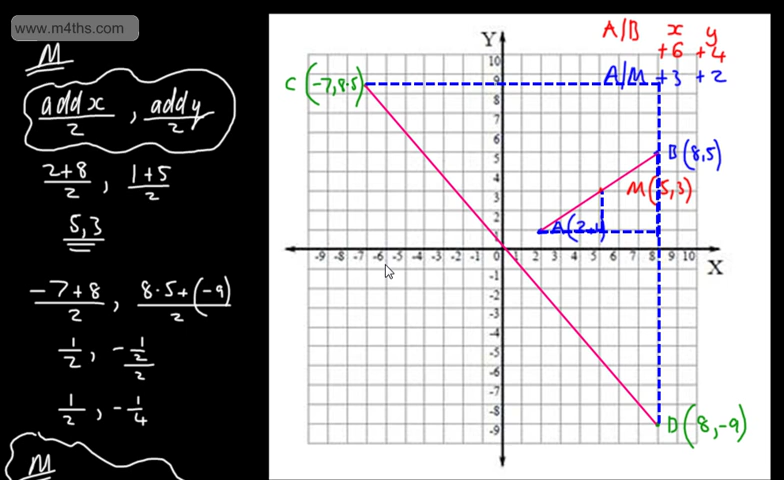 www.m4ths.com
M
add x / 2 , add y / 2
2+8 / 2 , 1+5 / 2
5,3
-7+8 / 2 , 8.5+(-9) / 2
1/2 , - 1/2 / 2
1/2 , - 1/4
M
A/B x y
+6 +4
A/M +3 +2
Y
C (-7,8.5)
B (8,5)
M (5,3)
A (2,1)
D (8,-9)
X
10
9
8
7
6
5
4
3
2
1
-9 -8 -7 -6 -5 -4 -3 -2 -1 0 1 2 3 4 5 6 7 8 9 10
-1
-2
-3
-4
-5
-6
-7
-8
-9